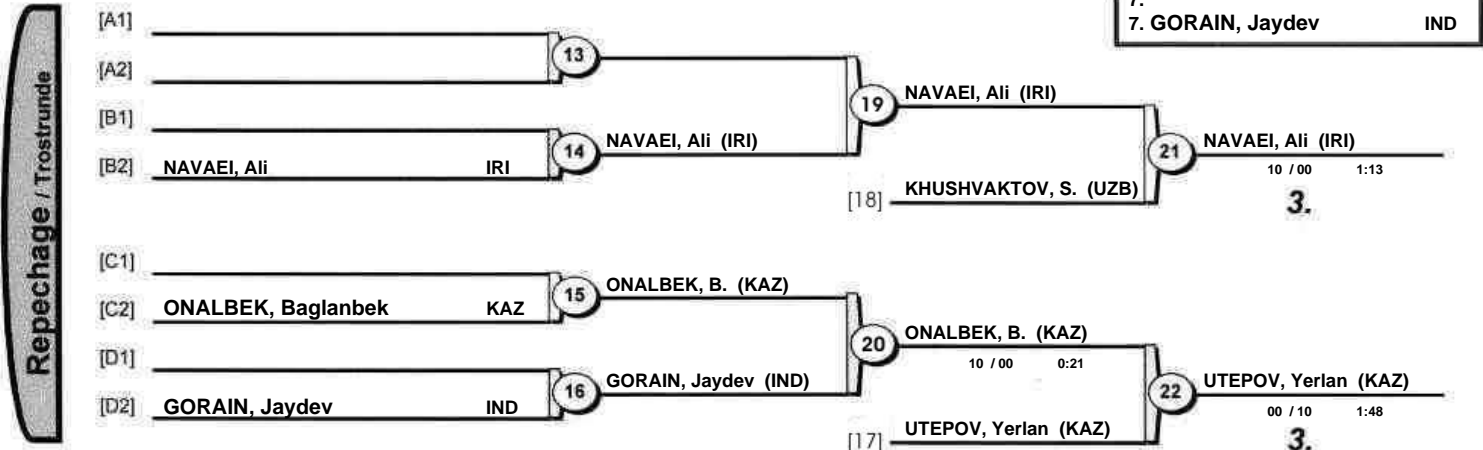 7.
7. GORAIN, Jaydev IND
Repechage / Trostrunde
[A1]
13
[A2]
19 NAVAEI, Ali (IRI)
[B1]
14 NAVAEI, Ali (IRI)
21 NAVAEI, Ali (IRI)
10 / 00 1:13
3.
[B2] NAVAEI, Ali IRI
[18] KHUSHVAKTOV, S. (UZB)
[C1]
15 ONALBEK, B. (KAZ)
[C2] ONALBEK, Baglanbek KAZ
20 ONALBEK, B. (KAZ)
10 / 00 0:21
[D1]
16 GORAIN, Jaydev (IND)
22 UTEPOV, Yerlan (KAZ)
00 / 10 1:48
3.
[D2] GORAIN, Jaydev IND
[17] UTEPOV, Yerlan (KAZ)